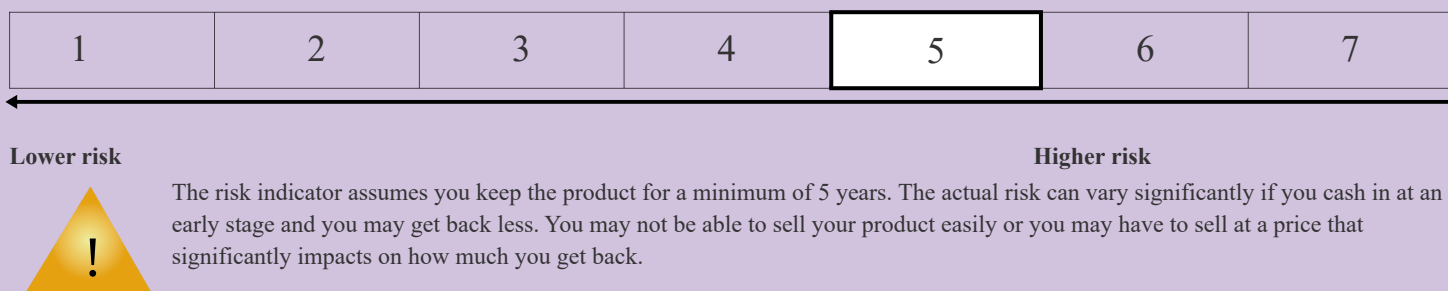 1 2 3 4 5 6 7
Lower risk Higher risk
The risk indicator assumes you keep the product for a minimum of 5 years. The actual risk can vary significantly if you cash in at an
early stage and you may get back less. You may not be able to sell your product easily or you may have to sell at a price that
significantly impacts on how much you get back.
!